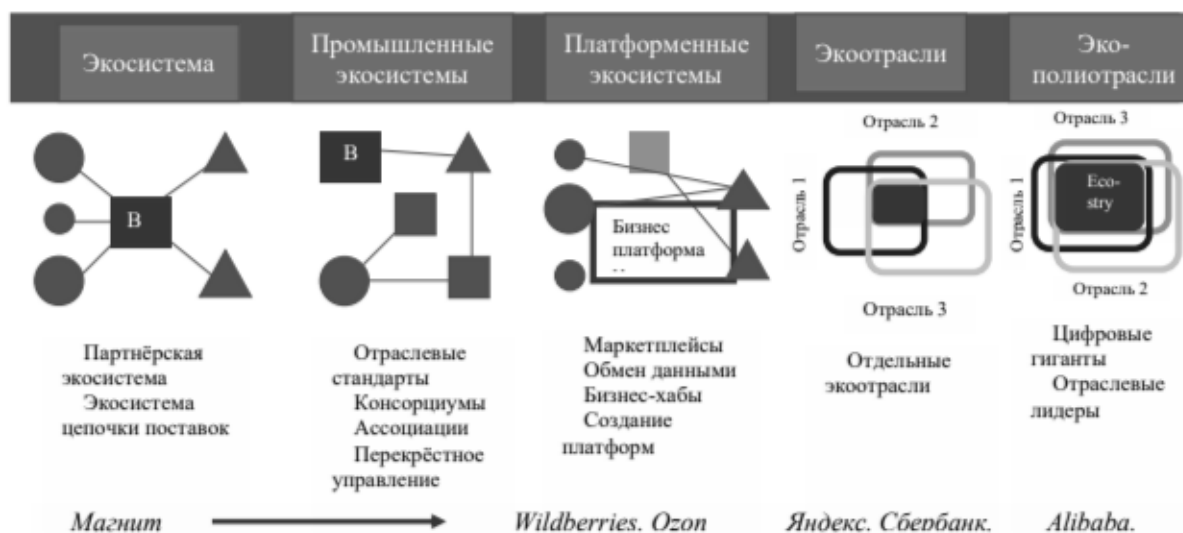 Экосистема
Промышленные
экосистемы
Платформенные
экосистемы
Экоотрасли
Эко-
полиотрасли
В
В
Бизнес
платформа
Отрасль 2
Отрасль 1
Отрасль 3
Отрасль 3
Отрасль 1
Eco-
stry
Отрасль 2
Партнёрская
экосистема
Экосистема
цепочки поставок
Отраслевые
стандарты
Консорциумы
Ассоциации
Перекрёстное
управление
Маркетплейсы
Обмен данными
Бизнес-хабы
Создание
платформ
Отдельные
экоотрасли
Цифровые
гиганты
Отраслевые
лидеры
Магнит
Wildberries, Ozon
Яндекс, Сбербанк,
Alibaba,